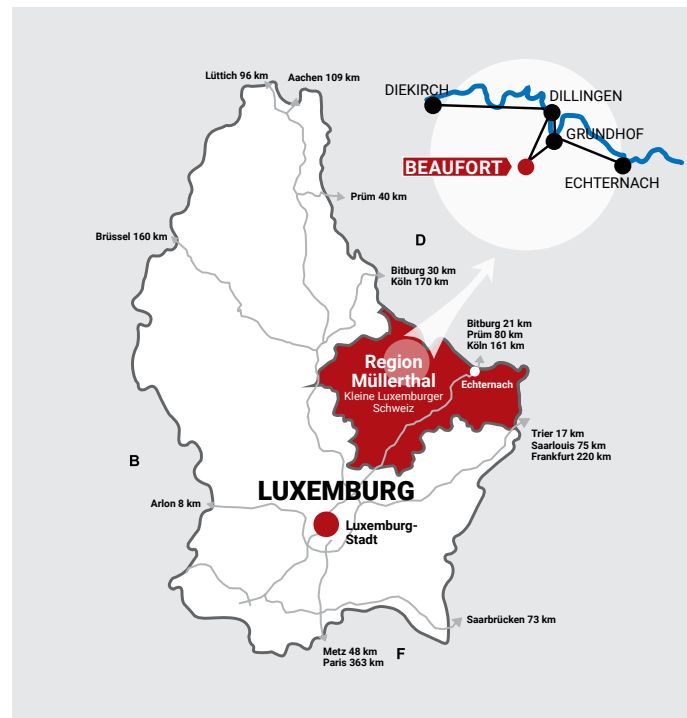 Lüttich 96 km
Aachen 109 km
DIEKIRCH
DILLINGEN
GRUNDHOF
BEAUFORT
ECHTERNACH
Prüm 40 km
Brüssel 160 km
D
Bitburg 30 km
Köln 170 km
Bitburg 21 km
Prüm 80 km
Köln 161 km
Region
Müllerthal
Kleine Luxemburger
Schweiz
Echternach
Trier 17 km
Saarlouis 75 km
Frankfurt 220 km
B
LUXEMBURG
Arlon 8 km
Luxemburg-
Stadt
Saarbrücken 73 km
Metz 48 km
Paris 363 km
F